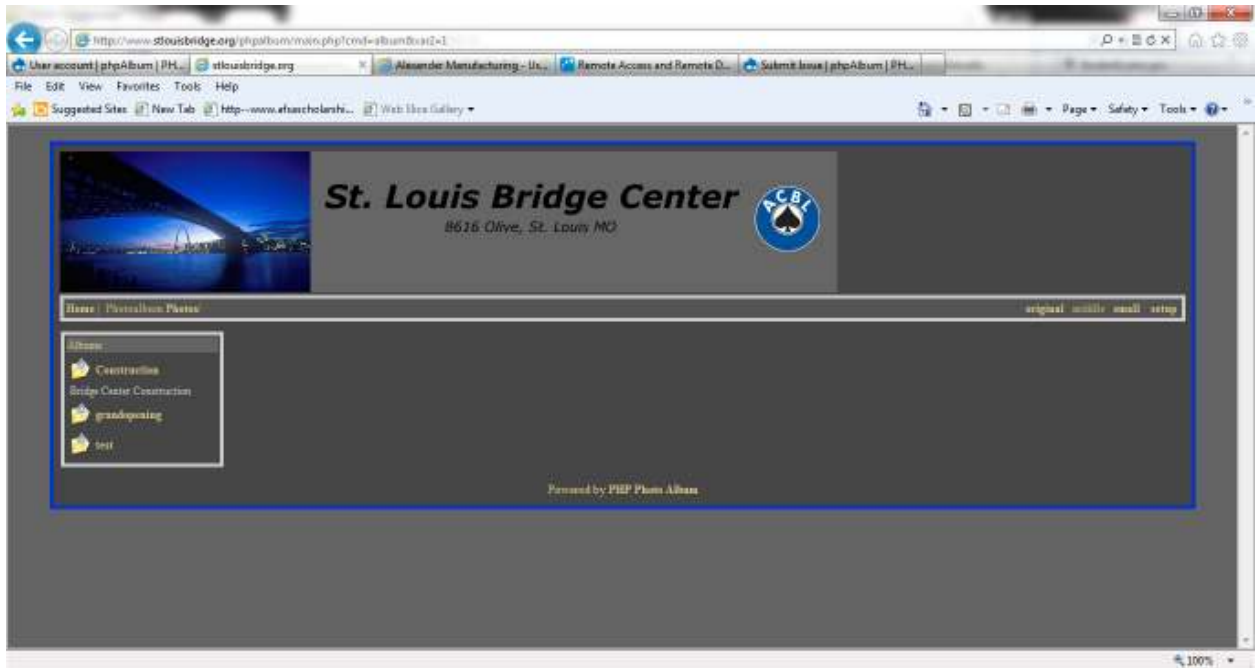 http://www.stlouisbridge.org/phpalbum/main.php?cmd=album&var2=1
User account | phpAlbum | PH... stlouisbridge.org Alexander Manufacturing - Us... Remote Access and Remote D... Submit Issue | phpAlbum | PH...
File Edit View Favorites Tools Help
Suggested Sites New Tab http--www.afsascholarshi... Web Slice Gallery Page Safety Tools
St. Louis Bridge Center
ACBL
8616 Olive, St. Louis MO
Home | Photoalbum Photos/ original middle small setup
Albums
Construction
Bridge Center Construction
grandopening
test
Powered by PHP Photo Album
100%